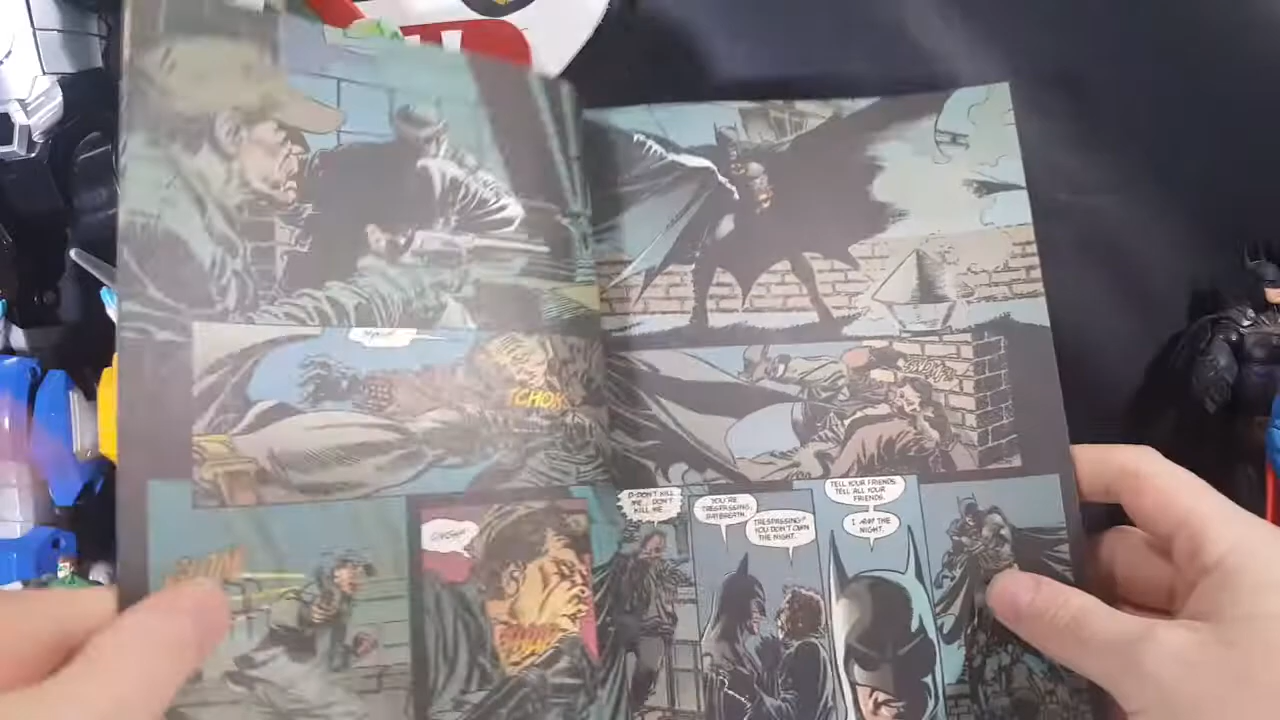 TCHOK
D-DON'T KILL
ME... DON'T
KILL ME...
YOU'RE
TRESPASSING,
RATBREATH.
TRESPASSING?
YOU DON'T OWN
THE NIGHT.
TELL YOUR FRIENDS.
TELL ALL YOUR
FRIENDS.
I AM THE
NIGHT.